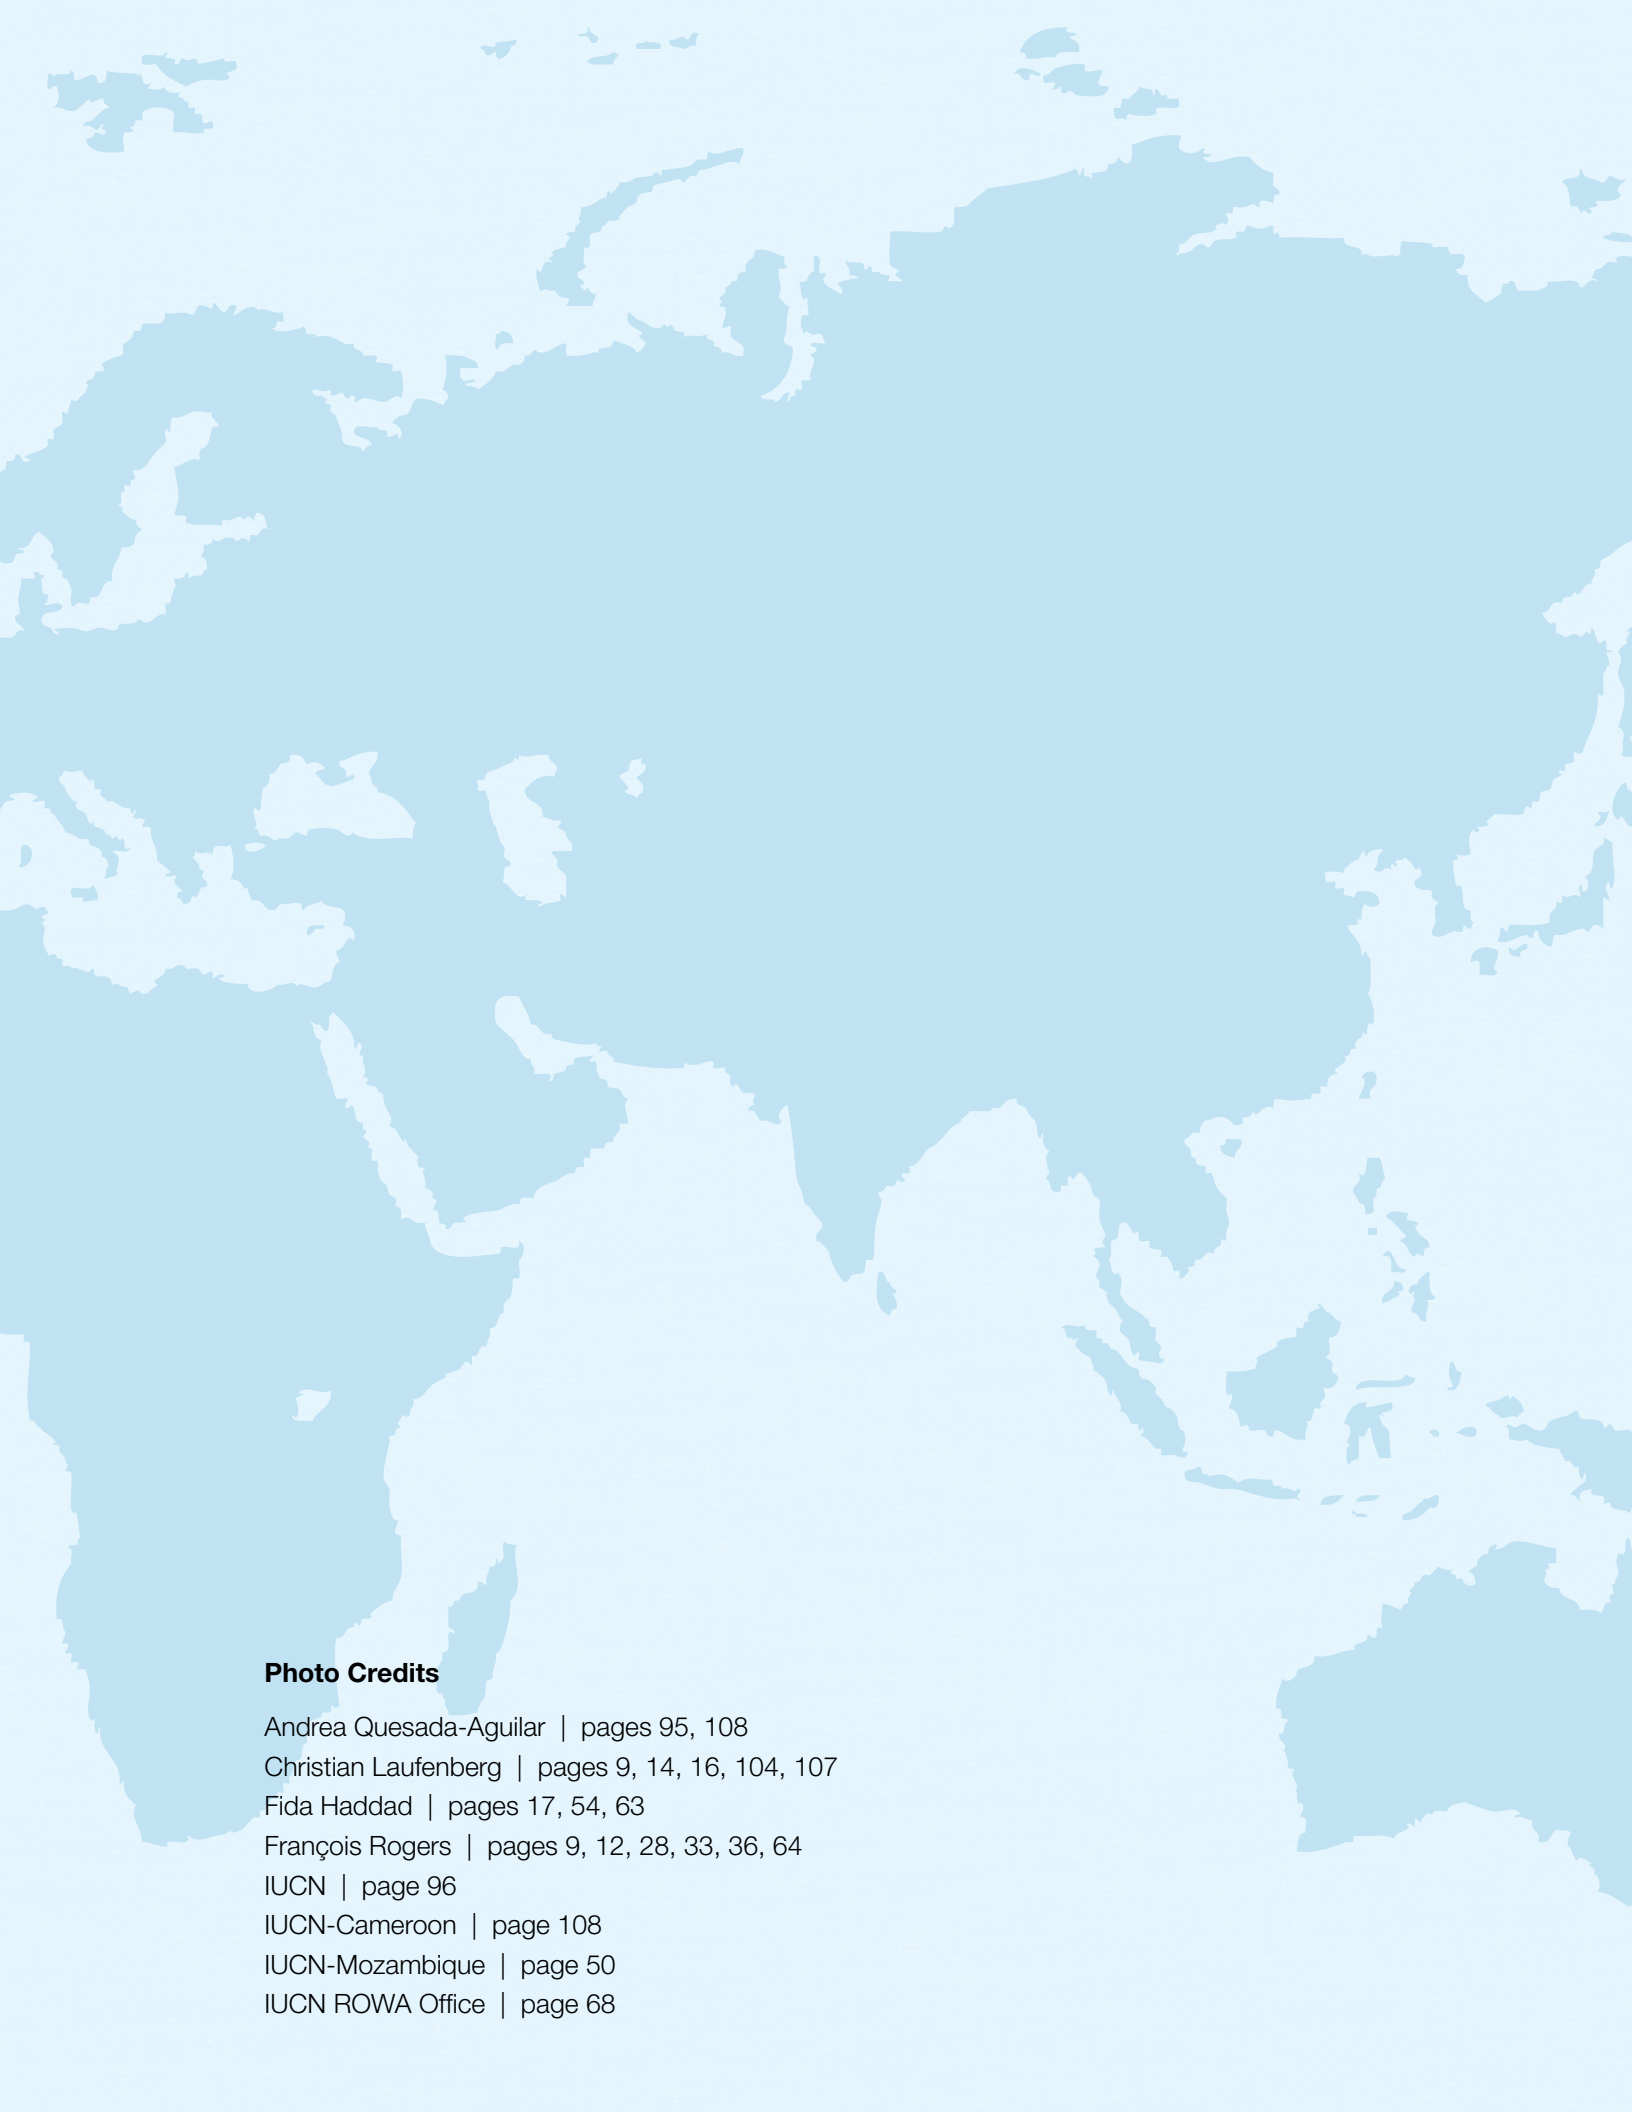 Photo Credits
Andrea Quesada-Aguilar | pages 95, 108
Christian Laufenberg | pages 9, 14, 16, 104, 107
Fida Haddad | pages 17, 54, 63
François Rogers | pages 9, 12, 28, 33, 36, 64
IUCN | page 96
IUCN-Cameroon | page 108
IUCN-Mozambique | page 50
IUCN ROWA Office | page 68